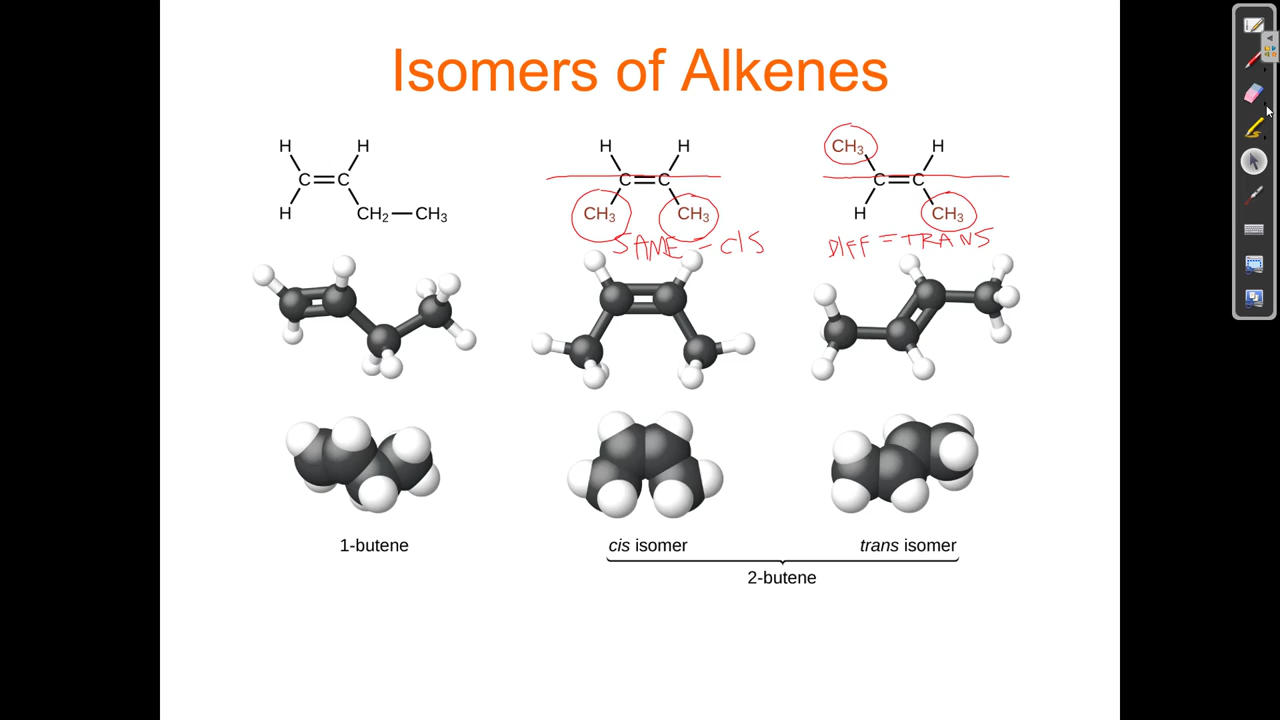 Isomers of Alkenes
H H
C=C
H CH₂—CH₃
H H
C=C
CH₃ CH₃
SAME = CIS
CH₃ H
C=C
H CH₃
DIFF = TRANS
1-butene
cis isomer
trans isomer
2-butene